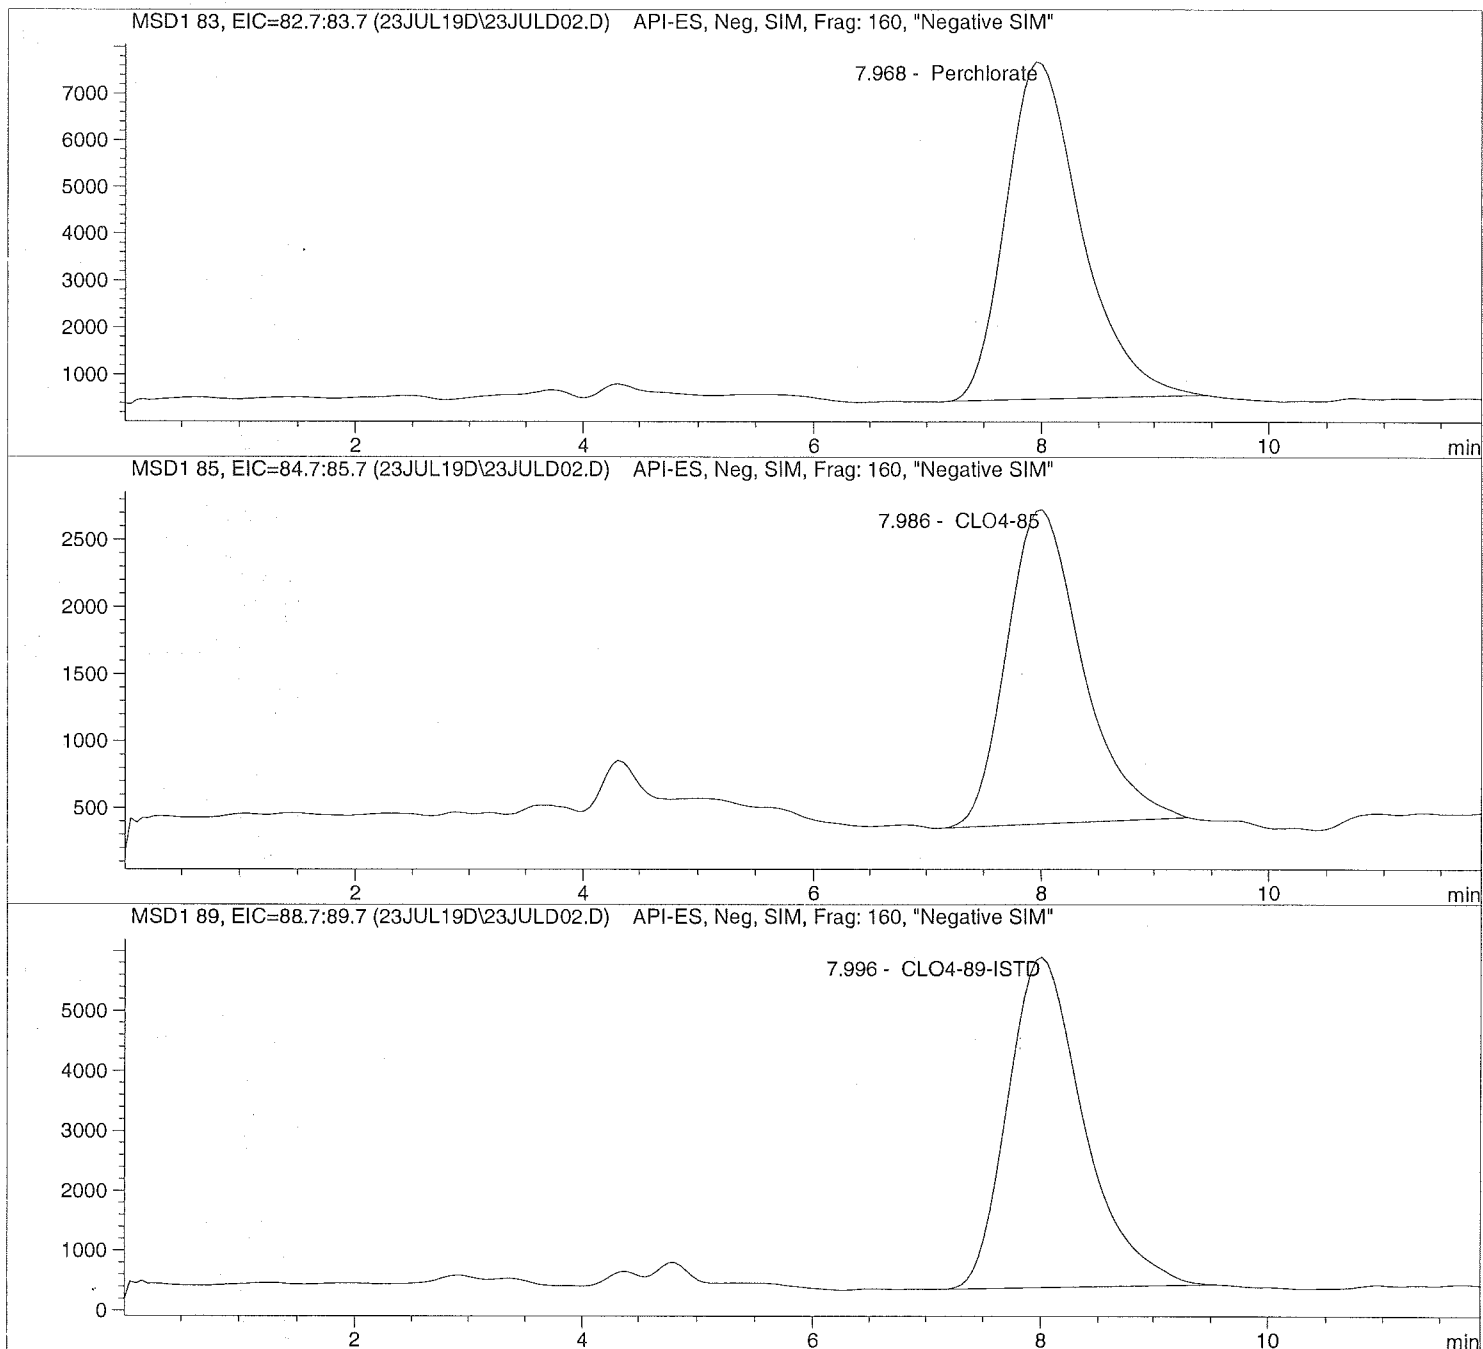 MSD1 83, EIC=82.7:83.7 (23JUL19D\23JULD02.D) API-ES, Neg, SIM, Frag: 160, "Negative SIM"
7.968 - Perchlorate
7000
6000
5000
4000
3000
2000
1000
2 4 6 8 10 min
MSD1 85, EIC=84.7:85.7 (23JUL19D\23JULD02.D) API-ES, Neg, SIM, Frag: 160, "Negative SIM"
7.986 - CLO4-85
2500
2000
1500
1000
500
2 4 6 8 10 min
MSD1 89, EIC=88.7:89.7 (23JUL19D\23JULD02.D) API-ES, Neg, SIM, Frag: 160, "Negative SIM"
7.996 - CLO4-89-ISTD
5000
4000
3000
2000
1000
0
2 4 6 8 10 min